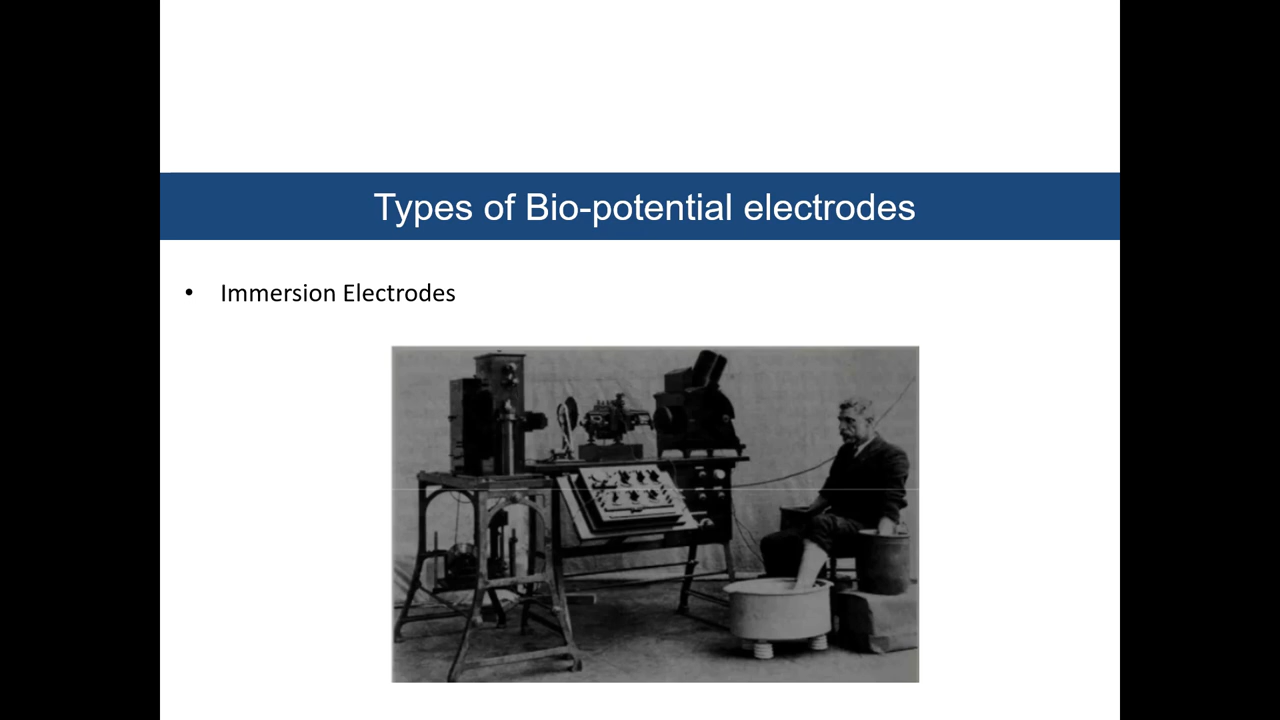 Types of Bio-potential electrodes
• Immersion Electrodes